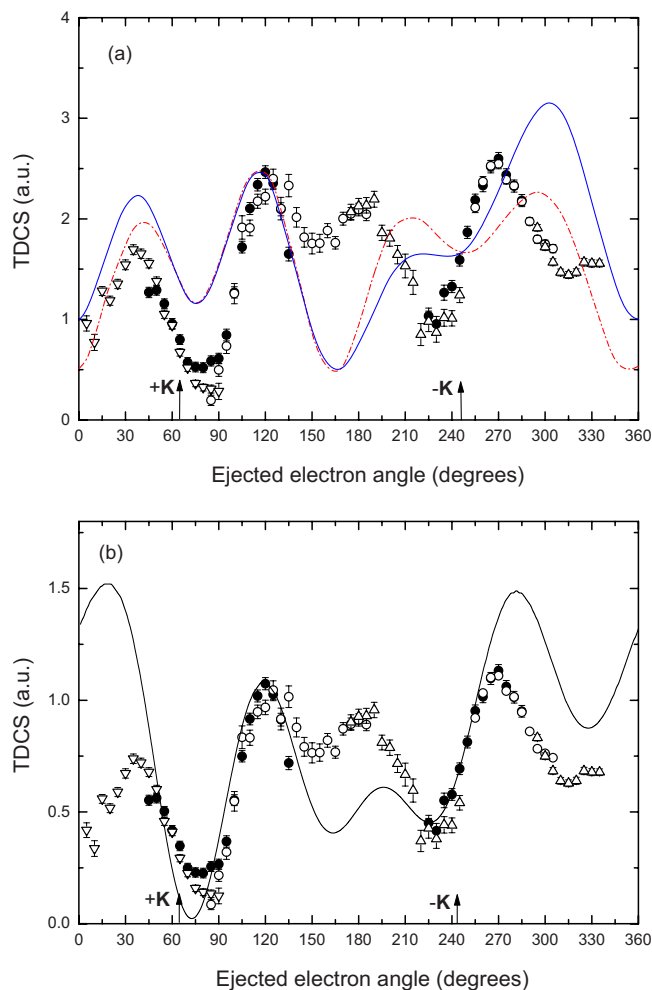 (a)
4
3
2
1
0
TDCS (a.u.)
+K
-K
0 30 60 90 120 150 180 210 240 270 300 330 360
Ejected electron angle (degrees)
(b)
1.5
1.0
0.5
0.0
TDCS (a.u.)
+K
-K
0 30 60 90 120 150 180 210 240 270 300 330 360
Ejected electron angle (degrees)